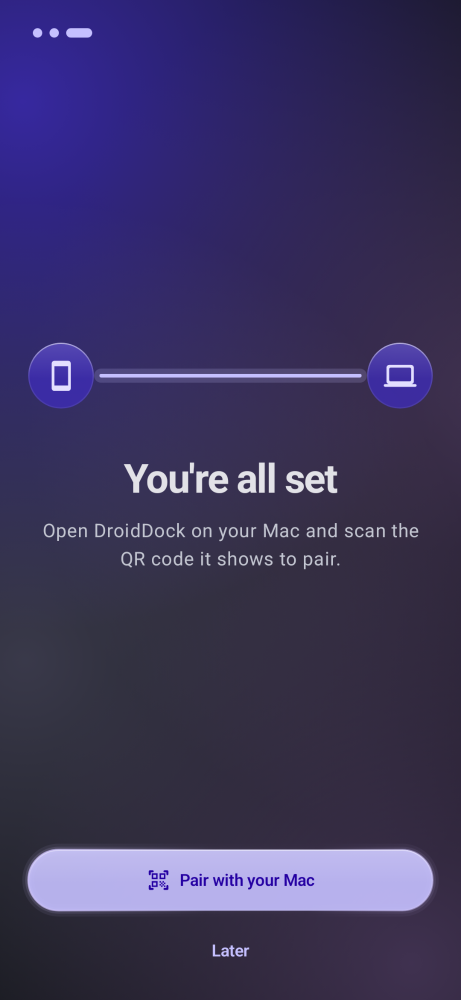 You're all set
Open DroidDock on your Mac and scan the
QR code it shows to pair.
Pair with your Mac
Later